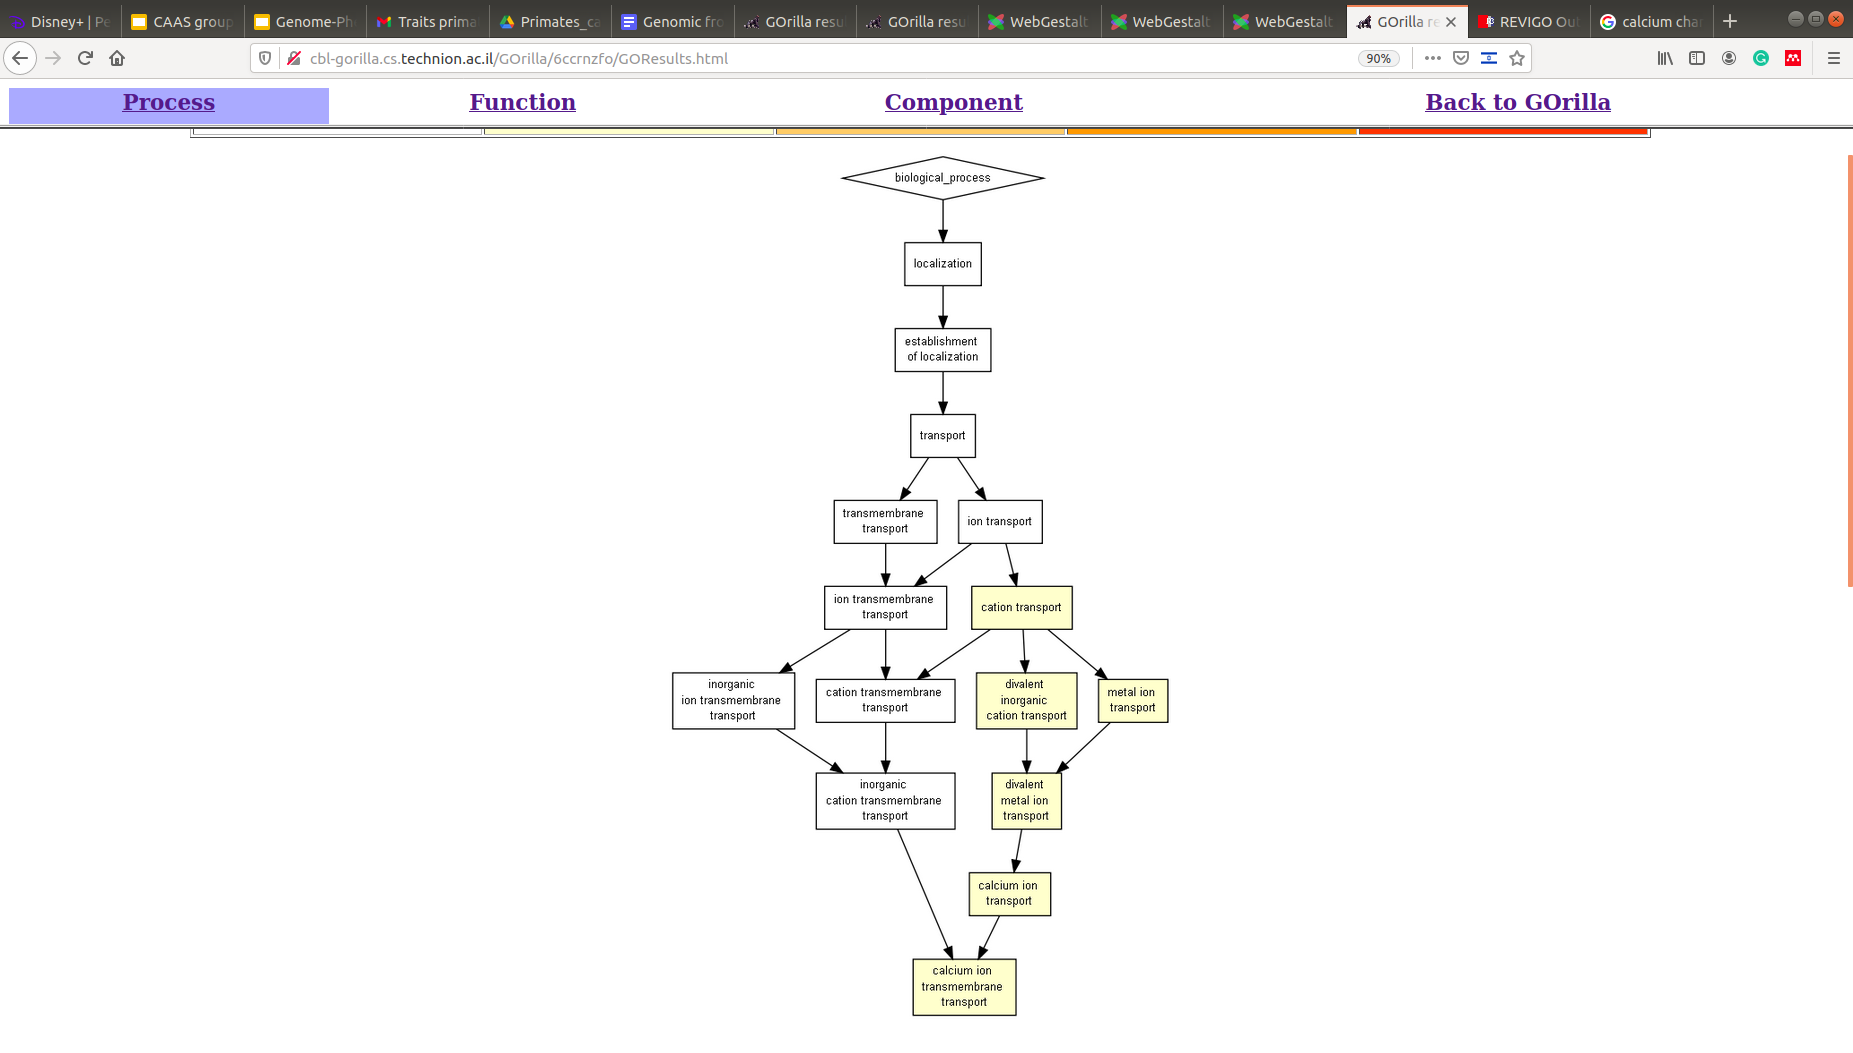 Disney+ | Pe
CAAS group
Genome-Ph
Traits prima
Primates_ca
Genomic fro
GOrilla resu
GOrilla resu
WebGestalt
WebGestalt
WebGestalt
GOrilla re
REVIGO Out
calcium cha
cbl-gorilla.cs.technion.ac.il/GOrilla/6ccrnzfo/GOResults.html
90%
Process
Function
Component
Back to GOrilla
biological_process
localization
establishment
of localization
transport
transmembrane
transport
ion transport
ion transmembrane
transport
cation transport
inorganic
ion transmembrane
transport
cation transmembrane
transport
divalent
inorganic
cation transport
metal ion
transport
inorganic
cation transmembrane
transport
divalent
metal ion
transport
calcium ion
transport
calcium ion
transmembrane
transport